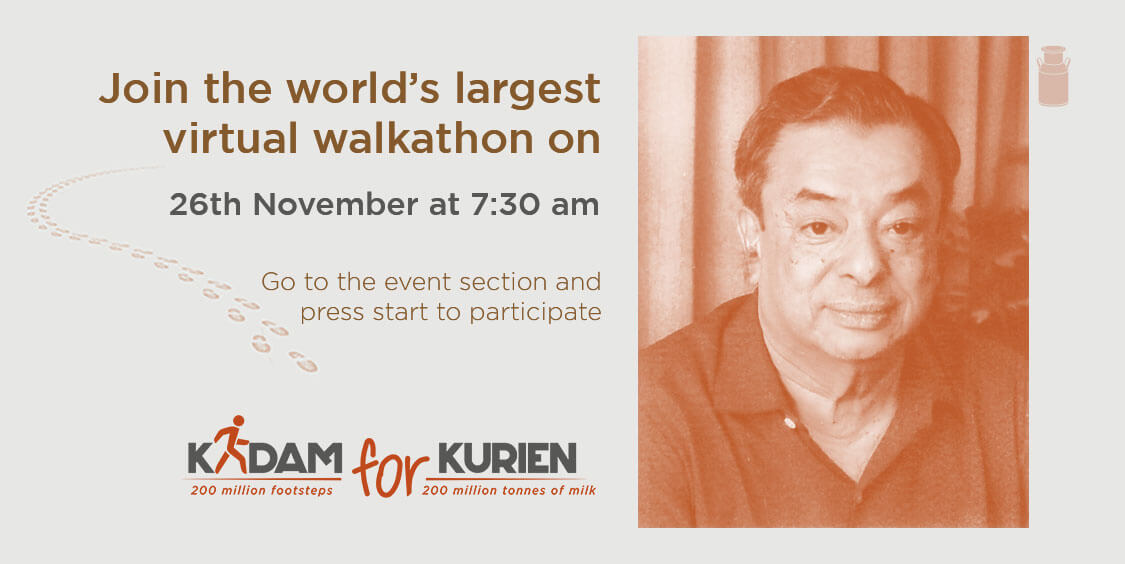 Join the world's largest
virtual walkathon on
26th November at 7:30 am
Go to the event section and
press start to participate
KADAM for KURIEN
200 million footsteps 200 million tonnes of milk